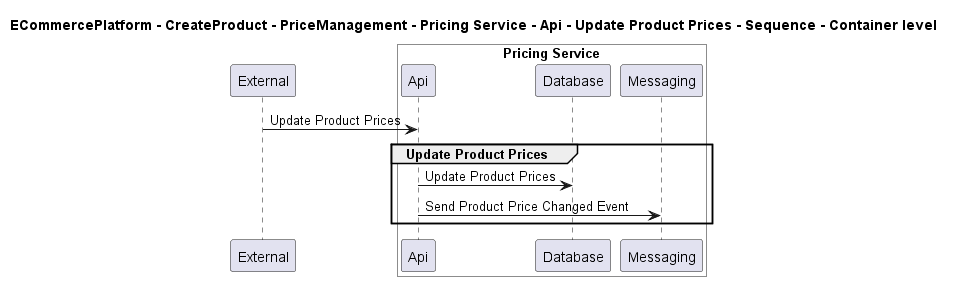 ECommercePlatform - CreateProduct - PriceManagement - Pricing Service - Api - Update Product Prices - Sequence - Container level
Pricing Service
External
Api
Database
Messaging
Update Product Prices
Update Product Prices
Update Product Prices
Send Product Price Changed Event
External
Api
Database
Messaging